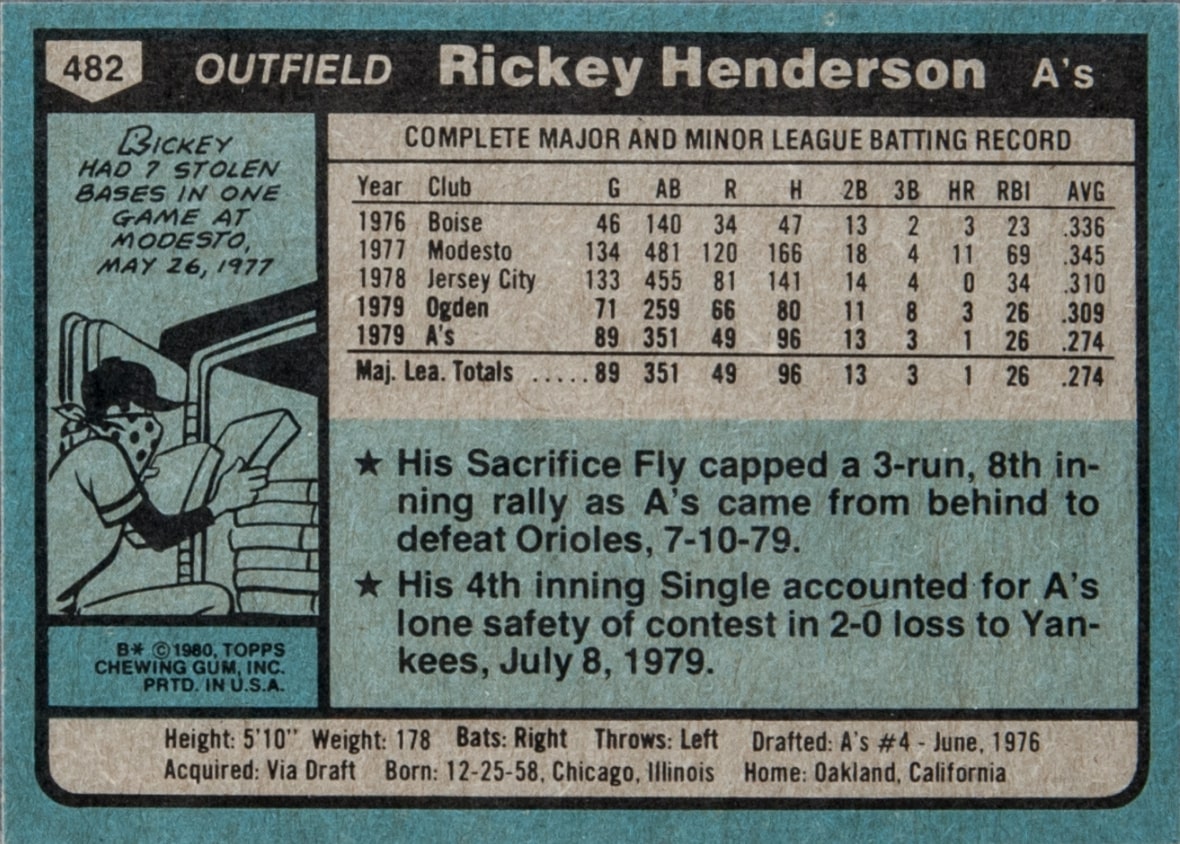 482 OUTFIELD Rickey Henderson A's
RICKEY
HAD 7 STOLEN
BASES IN ONE
GAME AT
MODESTO,
MAY 26, 1977
COMPLETE MAJOR AND MINOR LEAGUE BATTING RECORD
Year Club G AB R H 2B 3B HR RBI AVG
1976 Boise 46 140 34 47 13 2 3 23 .336
1977 Modesto 134 481 120 166 18 4 11 69 .345
1978 Jersey City 133 455 81 141 14 4 0 34 .310
1979 Ogden 71 259 66 80 11 8 3 26 .309
1979 A's 89 351 49 96 13 3 1 26 .274
Maj. Lea. Totals ..... 89 351 49 96 13 3 1 26 .274
★ His Sacrifice Fly capped a 3-run, 8th in-
ning rally as A's came from behind to
defeat Orioles, 7-10-79.
★ His 4th inning Single accounted for A's
lone safety of contest in 2-0 loss to Yan-
kees, July 8, 1979.
B* ©1980, TOPPS
CHEWING GUM, INC.
PRTD. IN U.S.A.
Height: 5'10" Weight: 178 Bats: Right Throws: Left Drafted: A's #4 - June, 1976
Acquired: Via Draft Born: 12-25-58, Chicago, Illinois Home: Oakland, California